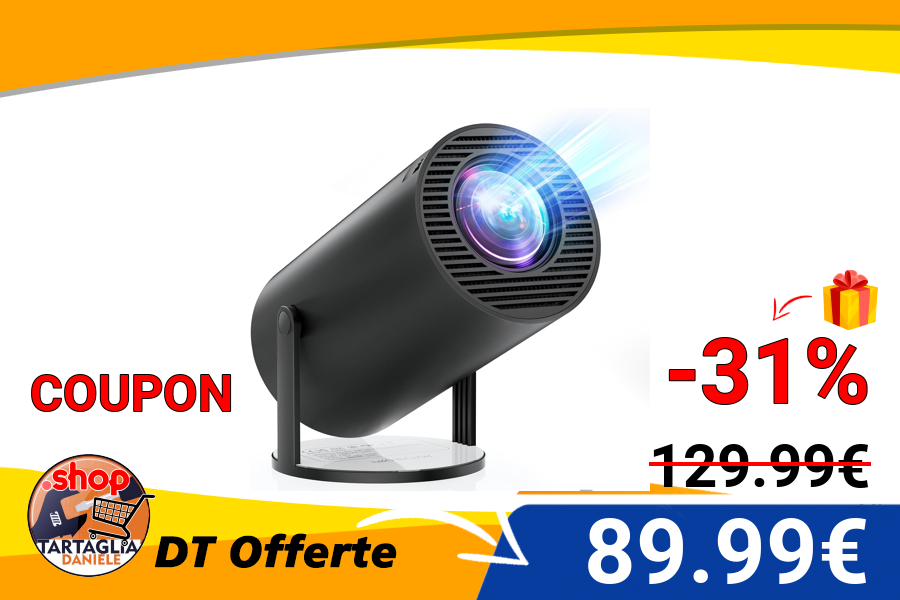 -31%
COUPON
129.99€
.shop
TARTAGLIA
DANIELE
DT Offerte
89.99€